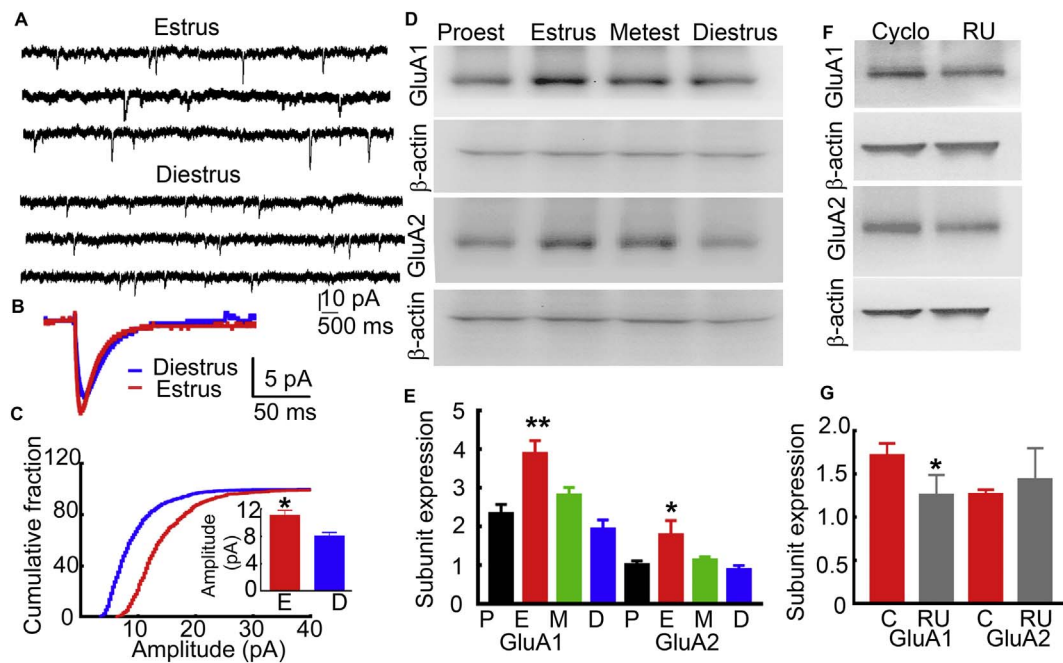 A
Estrus
Diestrus
10 pA
500 ms
B
Diestrus
Estrus
5 pA
50 ms
C
Cumulative fraction
120
80
40
0
10
20
30
40
Amplitude (pA)
Amplitude
(pA)
12
8
4
0
*
E
D
D
Proest
Estrus
Metest
Diestrus
GluA1
β-actin
GluA2
β-actin
E
Subunit expression
5
4
3
2
1
0
**
*
P
E
M
D
P
E
M
D
GluA1
GluA2
F
Cyclo
RU
GluA1
β-actin
GluA2
β-actin
G
Subunit expression
2.0
1.5
1.0
0.5
0.0
*
C
RU
C
RU
GluA1
GluA2